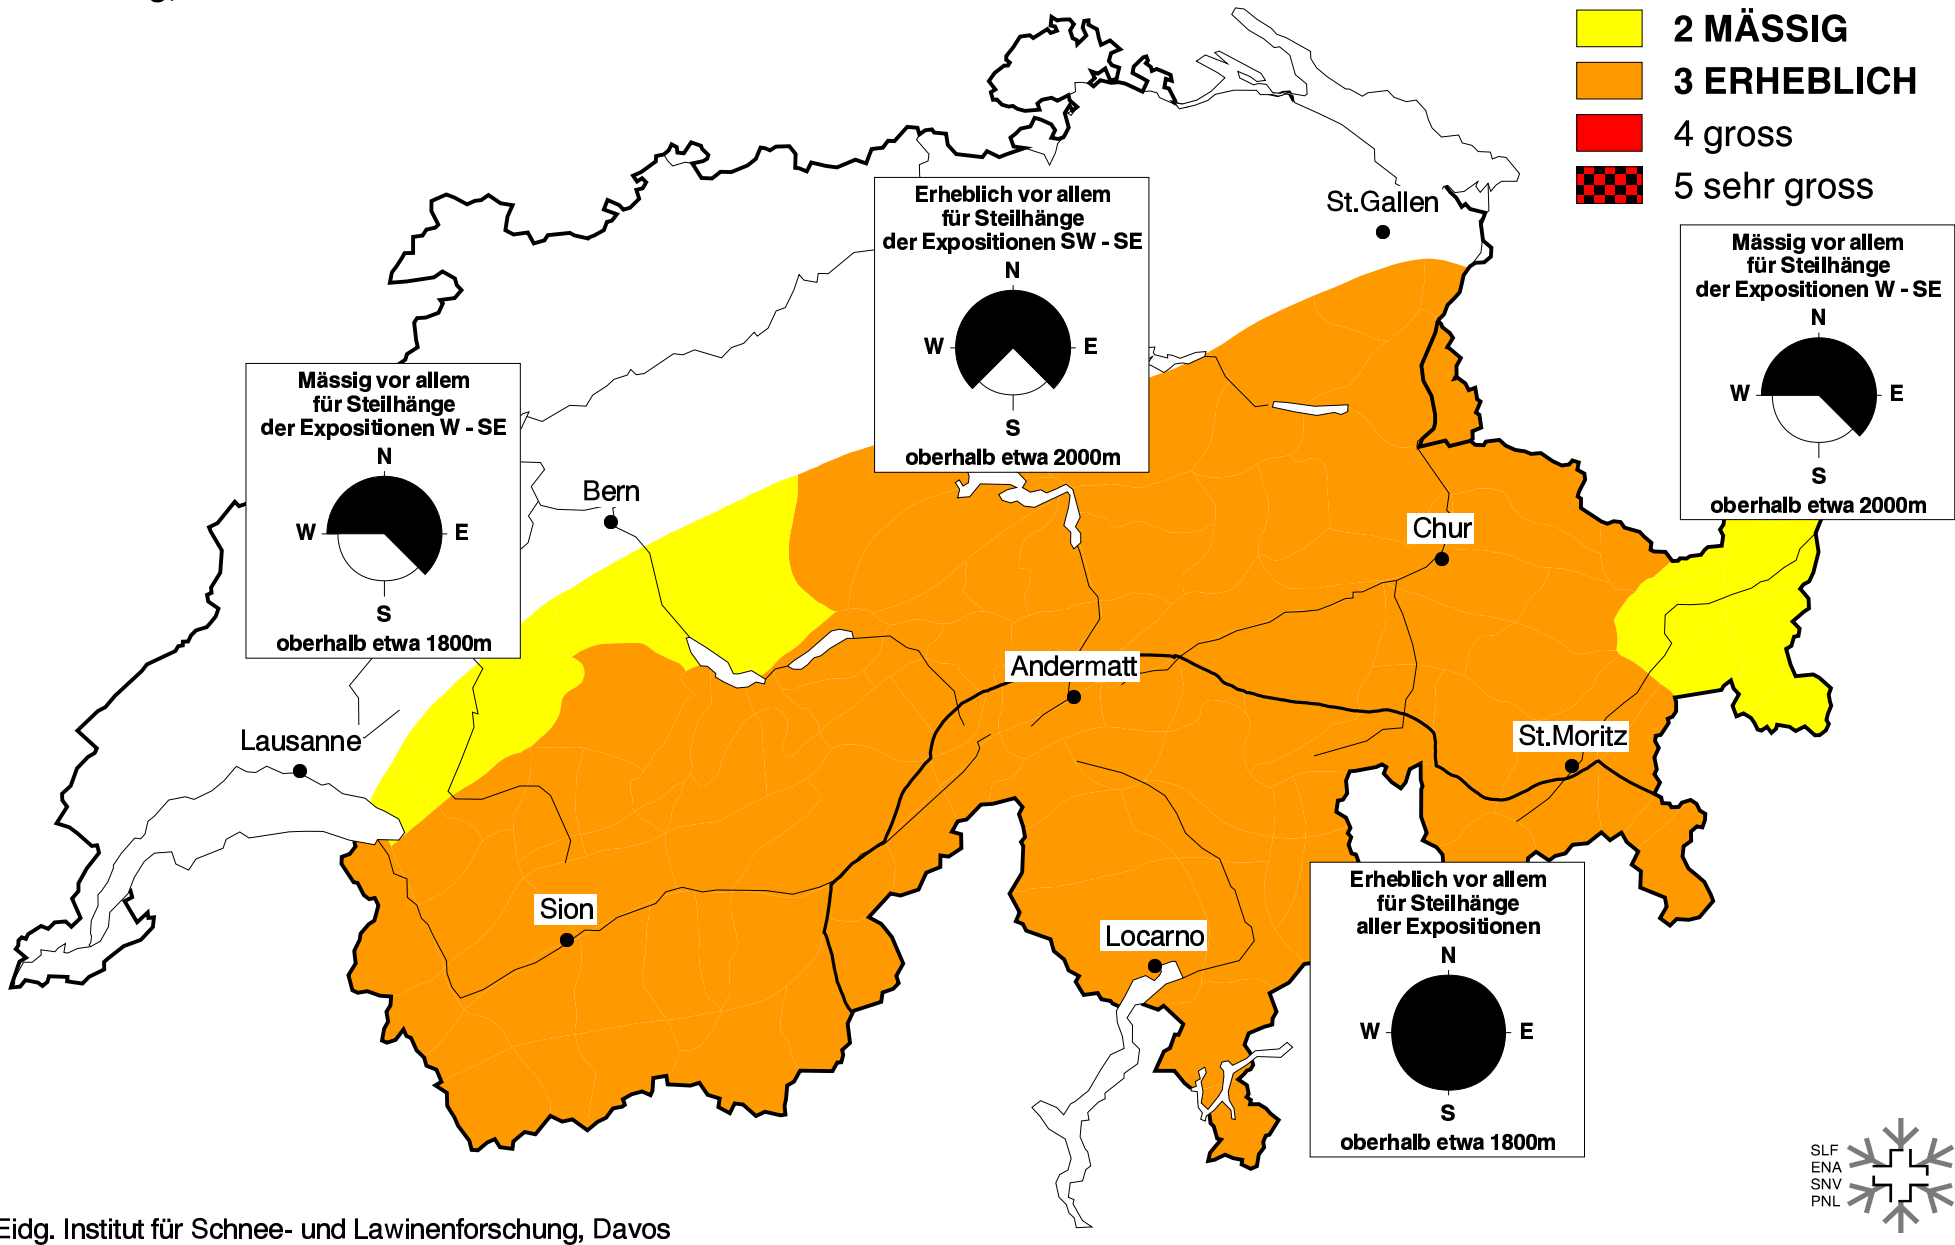 2 MÄSSIG
3 ERHEBLICH
4 gross
5 sehr gross
St.Gallen
Erheblich vor allem
für Steilhänge
der Expositionen SW - SE
N
W
E
S
oberhalb etwa 2000m
Mässig vor allem
für Steilhänge
der Expositionen W - SE
N
W
E
S
oberhalb etwa 2000m
Mässig vor allem
für Steilhänge
der Expositionen W - SE
N
W
E
S
oberhalb etwa 1800m
Bern
Chur
Andermatt
Lausanne
St.Moritz
Sion
Locarno
Erheblich vor allem
für Steilhänge
aller Expositionen
N
W
E
S
oberhalb etwa 1800m
SLF
ENA
SNV
PNL
Eidg. Institut für Schnee- und Lawinenforschung, Davos